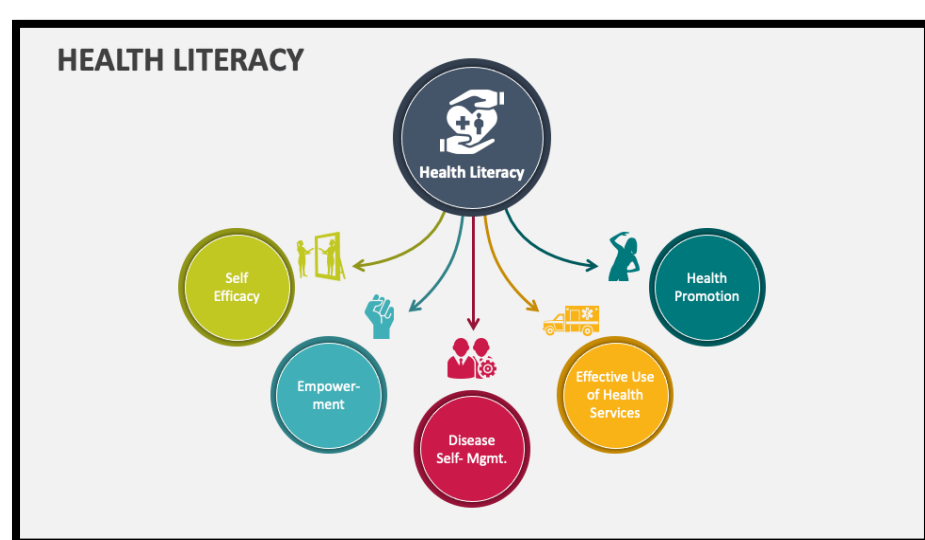 HEALTH LITERACY
Health Literacy
Self
Efficacy
Empower-
ment
Disease
Self- Mgmt.
Effective Use
of Health
Services
Health
Promotion